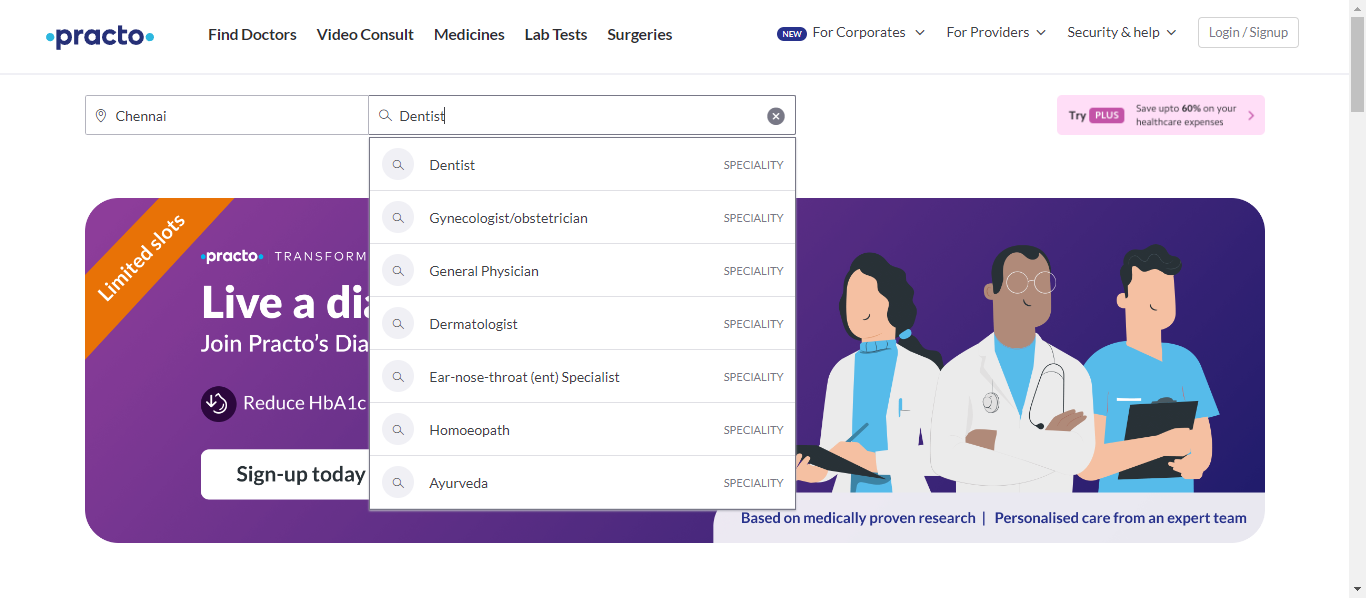 practo
Find Doctors Video Consult Medicines Lab Tests Surgeries
NEW For Corporates For Providers Security & help Login / Signup
Chennai
Dentist
Try PLUS
Save upto 60% on your
healthcare expenses
Dentist SPECIALITY
Gynecologist/obstetrician SPECIALITY
General Physician SPECIALITY
Dermatologist SPECIALITY
Ear-nose-throat (ent) Specialist SPECIALITY
Homoeopath SPECIALITY
Ayurveda SPECIALITY
Limited slots
practo TRANSFORM
Live a dia
Join Practo's Dia
Reduce HbA1c
Sign-up today
Based on medically proven research | Personalised care from an expert team